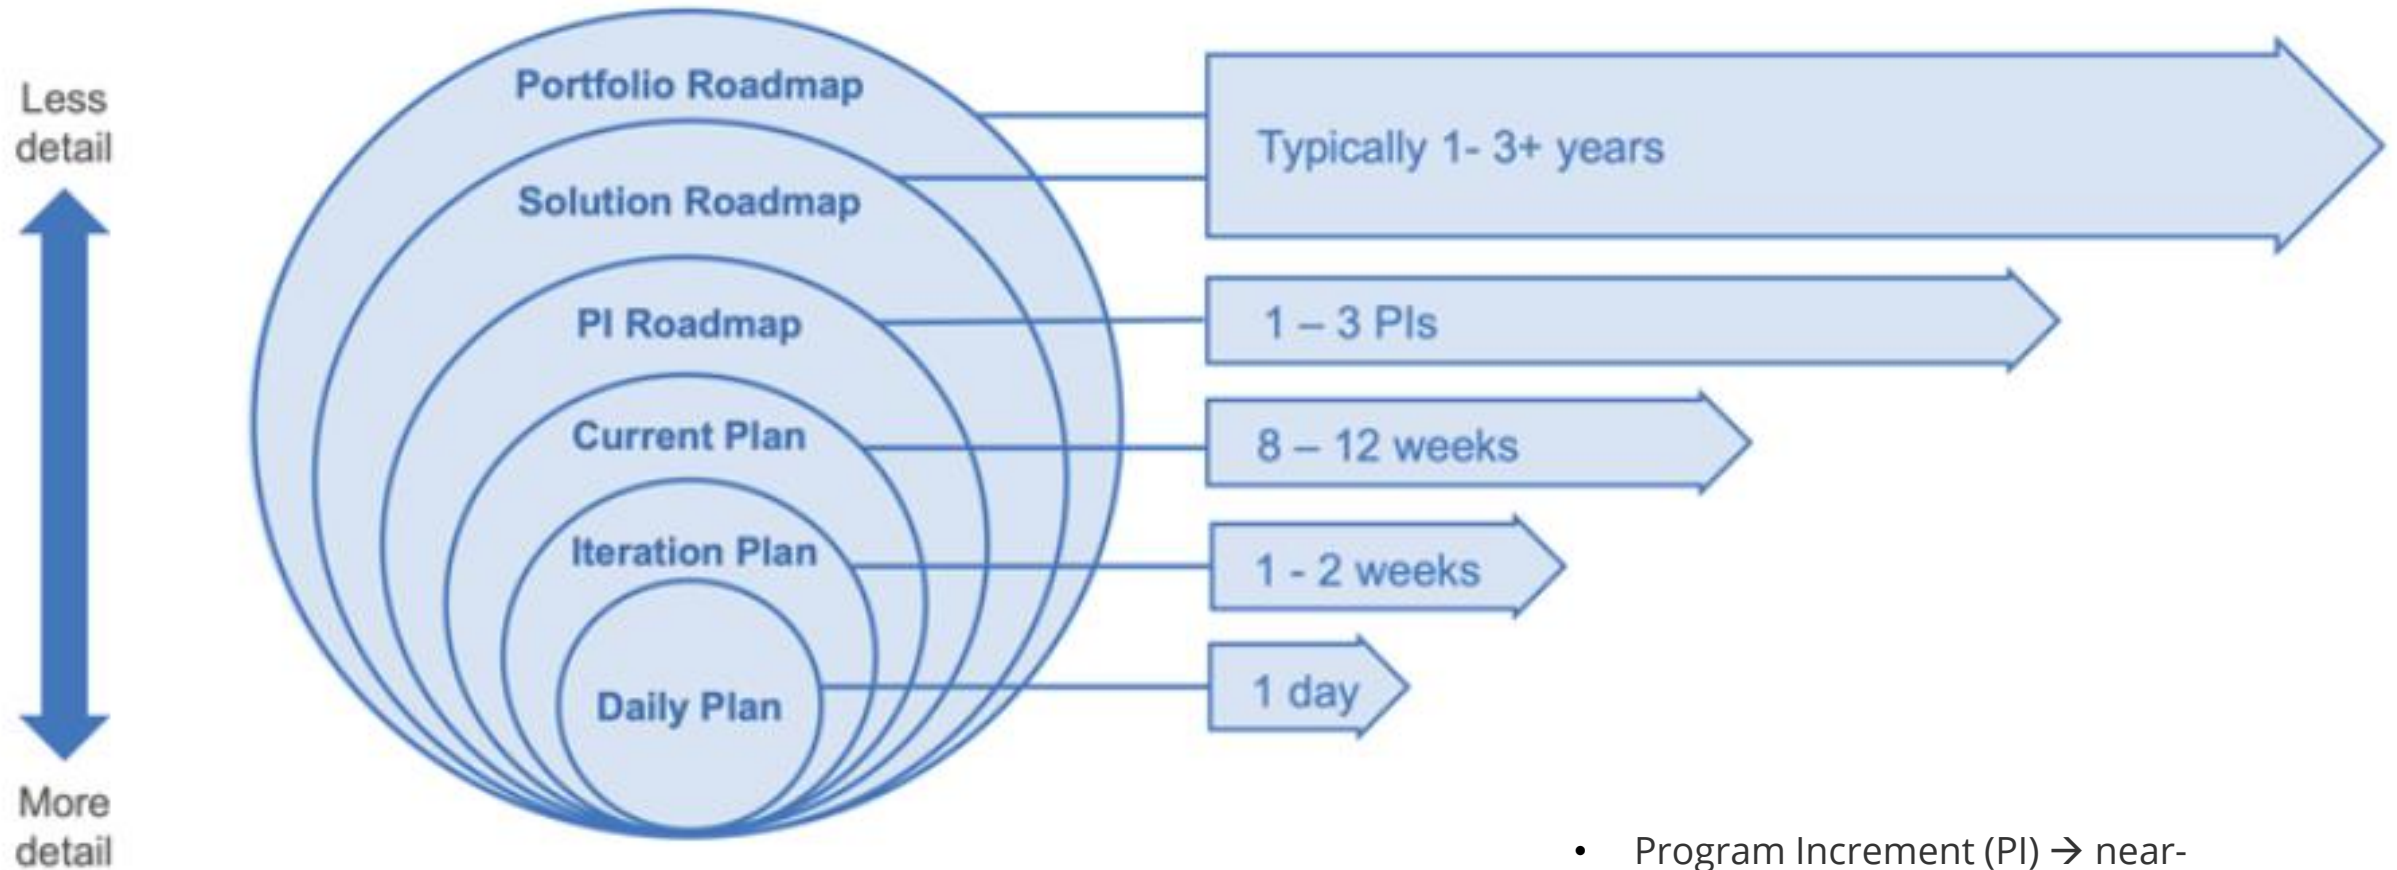 Less
detail
Portfolio Roadmap
Typically 1- 3+ years
Solution Roadmap
PI Roadmap
1 – 3 PIs
Current Plan
8 – 12 weeks
Iteration Plan
1 - 2 weeks
Daily Plan
1 day
More
detail
• Program Increment (PI) → near-